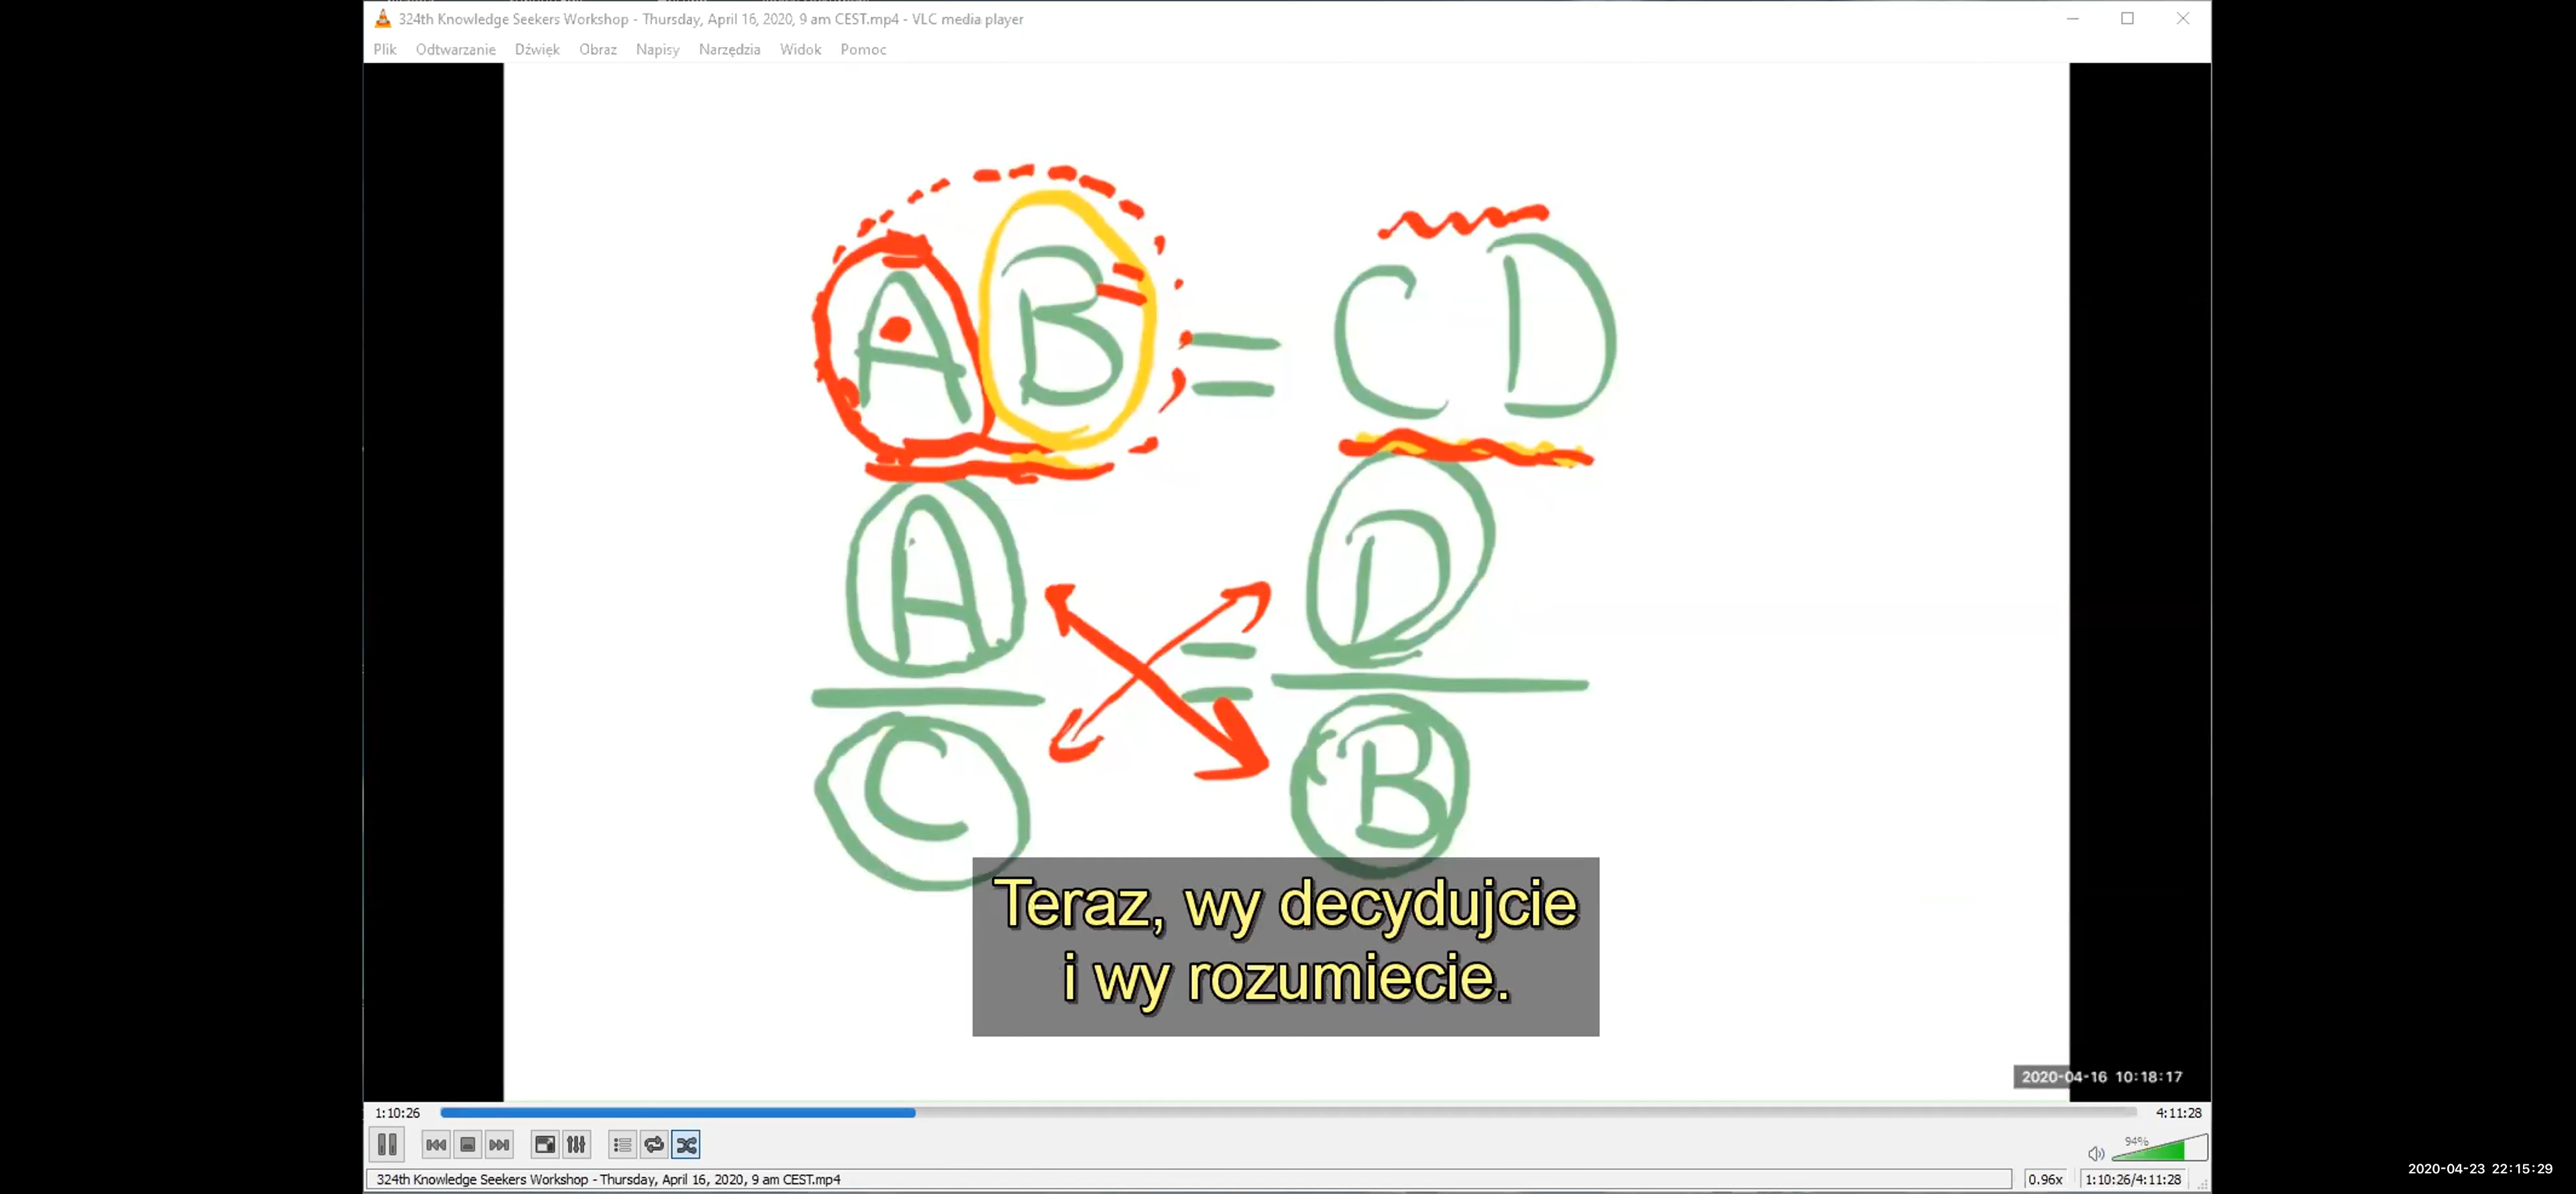 324th Knowledge Seekers Workshop - Thursday, April 16, 2020, 9 am CEST.mp4 - VLC media player
Plik Odtwarzanie Dźwięk Obraz Napisy Narzędzia Widok Pomoc
A B = C D
A = D
C B
Teraz, wy decydujcie
i wy rozumiecie.
2020-04-16 10:18:17
1:10:26 4:11:28
94%
324th Knowledge Seekers Workshop - Thursday, April 16, 2020, 9 am CEST.mp4 0.96x 1:10:26/4:11:28
2020-04-23 22:15:29